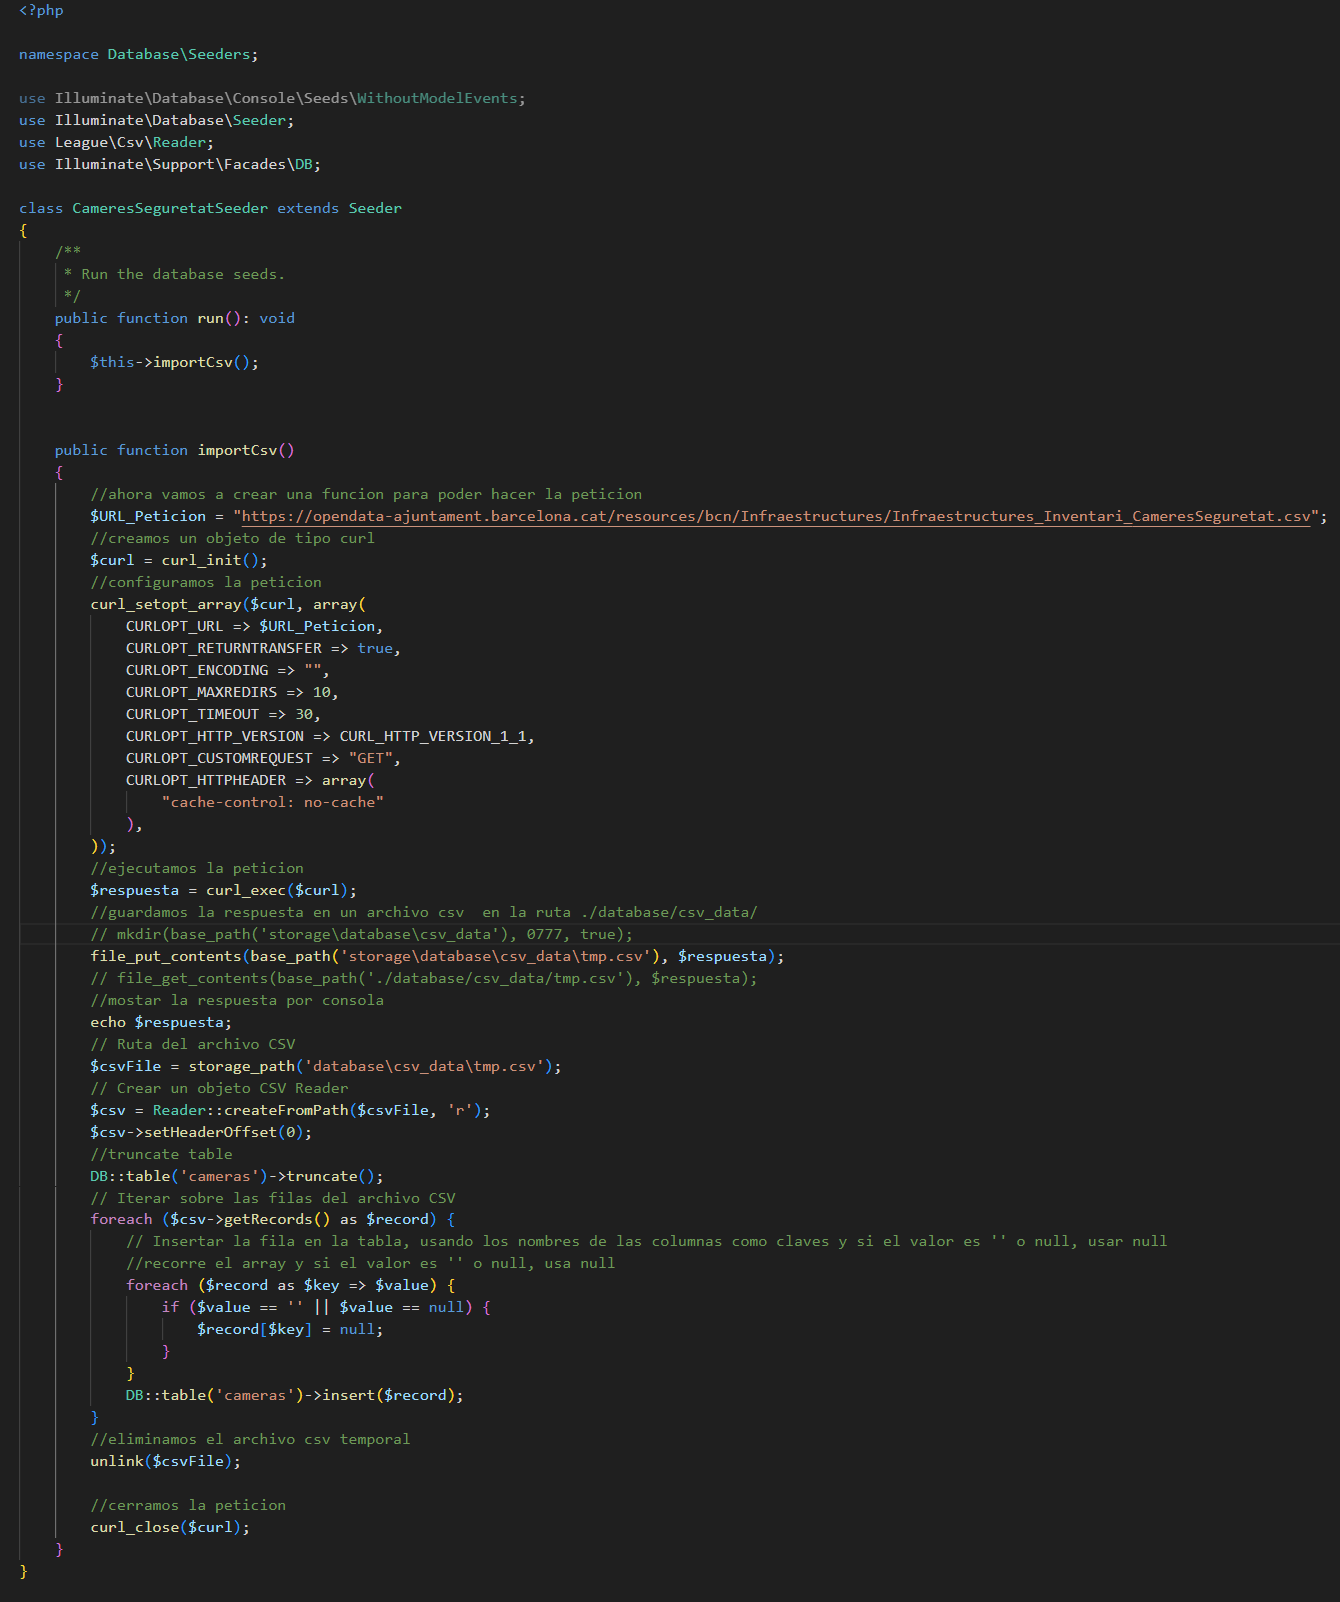 <?php
namespace Database\Seeders;
use Illuminate\Database\Console\Seeds\WithoutModelEvents;
use Illuminate\Database\Seeder;
use League\Csv\Reader;
use Illuminate\Support\Facades\DB;
class CameresSeguretatSeeder extends Seeder
{
    /**
     * Run the database seeds.
     */
    public function run(): void
    {
        $this->importCsv();
    }
    public function importCsv()
    {
        //ahora vamos a crear una funcion para poder hacer la peticion
        $URL_Peticion = "https://opendata-ajuntament.barcelona.cat/resources/bcn/Infraestructures/Infraestructures_Inventari_CameresSeguretat.csv";
        //creamos un objeto de tipo curl
        $curl = curl_init();
        //configuramos la peticion
        curl_setopt_array($curl, array(
            CURLOPT_URL => $URL_Peticion,
            CURLOPT_RETURNTRANSFER => true,
            CURLOPT_ENCODING => "",
            CURLOPT_MAXREDIRS => 10,
            CURLOPT_TIMEOUT => 30,
            CURLOPT_HTTP_VERSION => CURL_HTTP_VERSION_1_1,
            CURLOPT_CUSTOMREQUEST => "GET",
            CURLOPT_HTTPHEADER => array(
                "cache-control: no-cache"
            ),
        ));
        //ejecutamos la peticion
        $respuesta = curl_exec($curl);
        //guardamos la respuesta en un archivo csv  en la ruta ./database/csv_data/
        // mkdir(base_path('storage\database\csv_data'), 0777, true);
        file_put_contents(base_path('storage\database\csv_data\tmp.csv'), $respuesta);
        // file_get_contents(base_path('./database/csv_data/tmp.csv'), $respuesta);
        //mostar la respuesta por consola
        echo $respuesta;
        // Ruta del archivo CSV
        $csvFile = storage_path('database\csv_data\tmp.csv');
        // Crear un objeto CSV Reader
        $csv = Reader::createFromPath($csvFile, 'r');
        $csv->setHeaderOffset(0);
        //truncate table
        DB::table('cameras')->truncate();
        // Iterar sobre las filas del archivo CSV
        foreach ($csv->getRecords() as $record) {
            // Insertar la fila en la tabla, usando los nombres de las columnas como claves y si el valor es '' o null, usar null
            //recorre el array y si el valor es '' o null, usa null
            foreach ($record as $key => $value) {
                if ($value == '' || $value == null) {
                    $record[$key] = null;
                }
            }
            DB::table('cameras')->insert($record);
        }
        //eliminamos el archivo csv temporal
        unlink($csvFile);
        //cerramos la peticion
        curl_close($curl);
    }
}